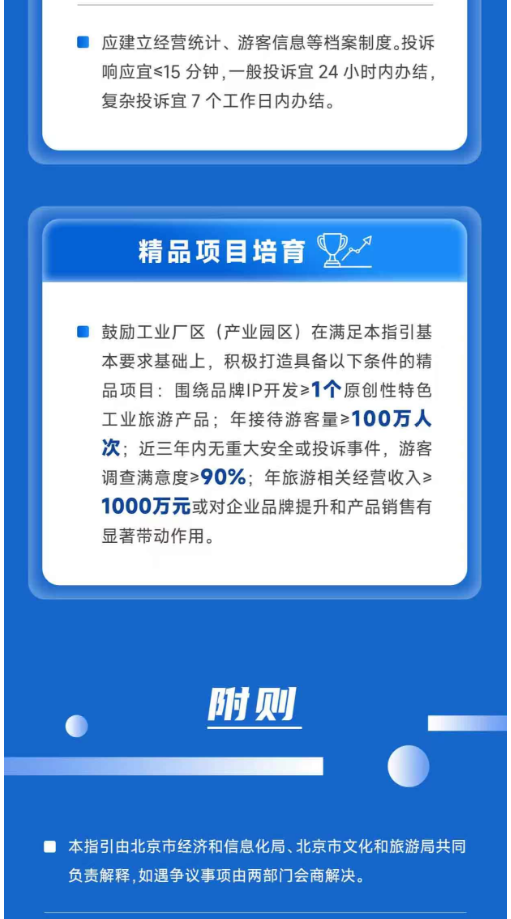 应建立经营统计、游客信息等档案制度。投诉
响应宜≤15 分钟,一般投诉宜 24 小时内办结,
复杂投诉宜 7 个工作日内办结。
精品项目培育
鼓励工业厂区（产业园区）在满足本指引基
本要求基础上，积极打造具备以下条件的精
品项目：围绕品牌IP开发≥1个原创性特色
工业旅游产品；年接待游客量≥100万人
次；近三年内无重大安全或投诉事件，游客
调查满意度≥90%；年旅游相关经营收入≥
1000万元或对企业品牌提升和产品销售有
显著带动作用。
附则
本指引由北京市经济和信息化局、北京市文化和旅游局共同
负责解释,如遇争议事项由两部门会商解决。